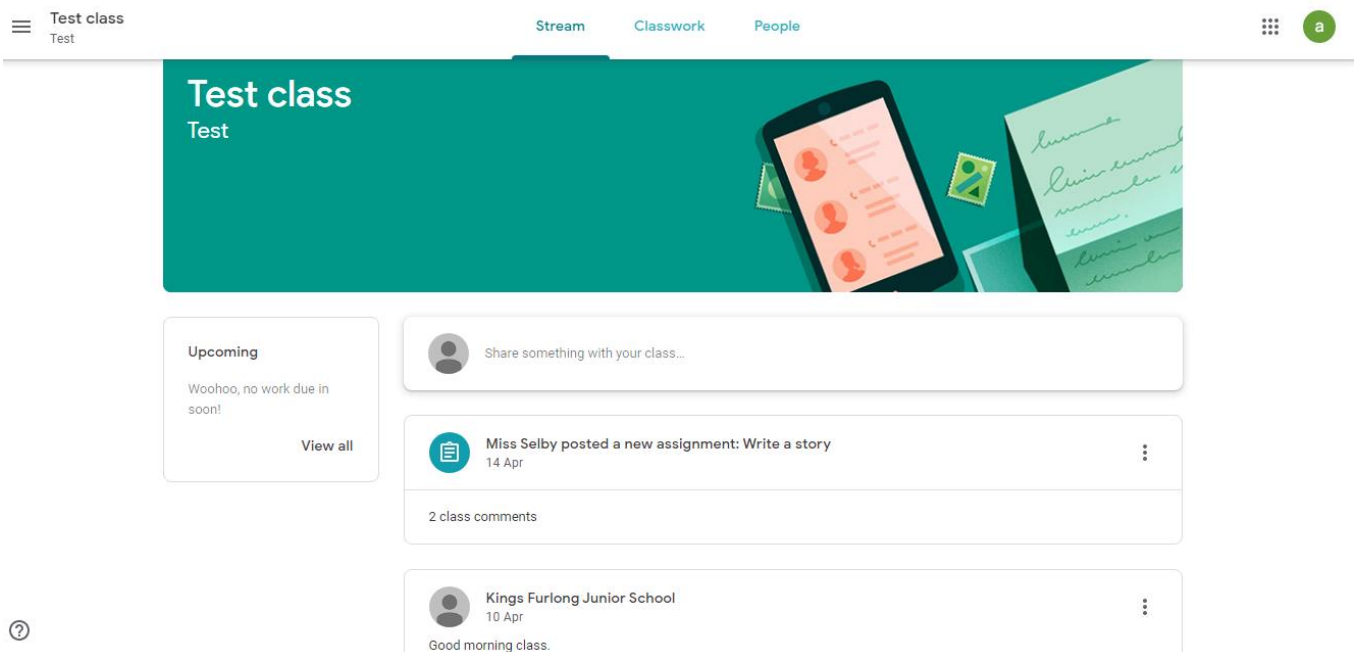 Test class
Test
Stream
Classwork
People
a
Test class
Test
Upcoming
Woohoo, no work due in
soon!
View all
Share something with your class...
Miss Selby posted a new assignment: Write a story
14 Apr
2 class comments
Kings Furlong Junior School
10 Apr
Good morning class.